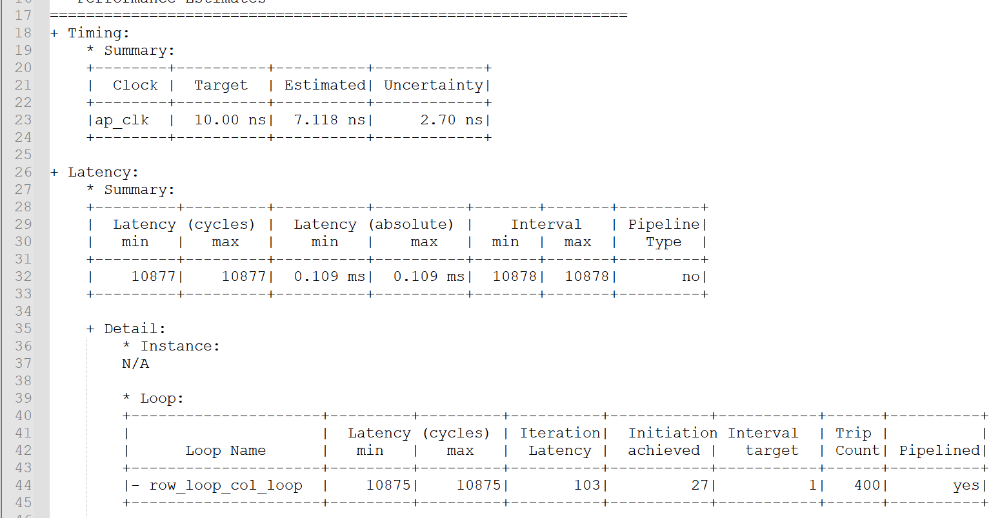 16   Performance Estimates
17 ================================================================
18 + Timing:
19     * Summary:
20     +--------+----------+----------+------------+
21     |  Clock |  Target  | Estimated| Uncertainty|
22     +--------+----------+----------+------------+
23     |ap_clk  |  10.00 ns|  7.118 ns|     2.70 ns|
24     +--------+----------+----------+------------+
25
26 + Latency:
27     * Summary:
28     +---------+---------+----------+----------+-------+-------+---------+
29     |  Latency (cycles) |  Latency (absolute) |    Interval   | Pipeline|
30     |   min   |   max   |    min   |    max   |  min  |  max  |   Type  |
31     +---------+---------+----------+----------+-------+-------+---------+
32     |    10877|    10877|  0.109 ms|  0.109 ms|  10878|  10878|       no|
33     +---------+---------+----------+----------+-------+-------+---------+
34
35     + Detail:
36         * Instance:
37         N/A
38
39         * Loop:
40         +---------------------+---------+---------+----------+-----------+-----------+------+----------+
41         |                     |  Latency (cycles) | Iteration|  Initiation Interval  | Trip |          |
42         |      Loop Name      |   min   |   max   |  Latency |  achieved |   target  | Count| Pipelined|
43         +---------------------+---------+---------+----------+-----------+-----------+------+----------+
44         |- row_loop_col_loop  |    10875|    10875|       103|         27|          1|   400|       yes|
45         +---------------------+---------+---------+----------+-----------+-----------+------+----------+